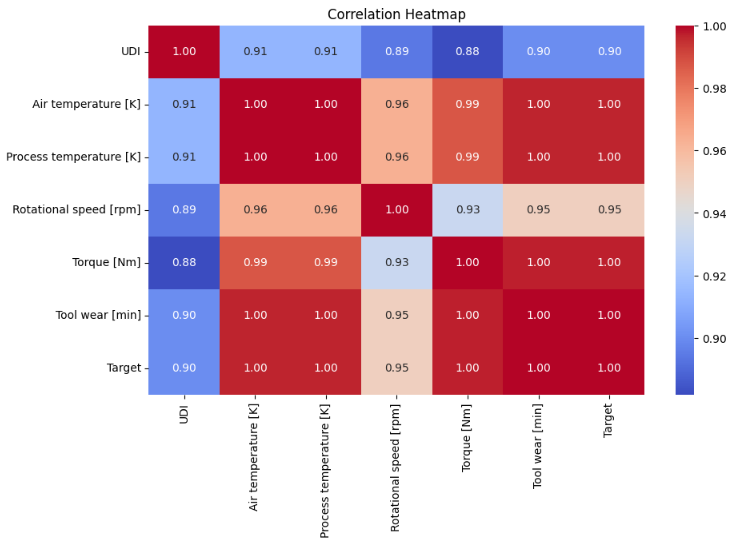 Correlation Heatmap
UDI 1.00 0.91 0.91 0.89 0.88 0.90 0.90
Air temperature [K] 0.91 1.00 1.00 0.96 0.99 1.00 1.00
Process temperature [K] 0.91 1.00 1.00 0.96 0.99 1.00 1.00
Rotational speed [rpm] 0.89 0.96 0.96 1.00 0.93 0.95 0.95
Torque [Nm] 0.88 0.99 0.99 0.93 1.00 1.00 1.00
Tool wear [min] 0.90 1.00 1.00 0.95 1.00 1.00 1.00
Target 0.90 1.00 1.00 0.95 1.00 1.00 1.00
UDI
Air temperature [K]
Process temperature [K]
Rotational speed [rpm]
Torque [Nm]
Tool wear [min]
Target
1.00
0.98
0.96
0.94
0.92
0.90